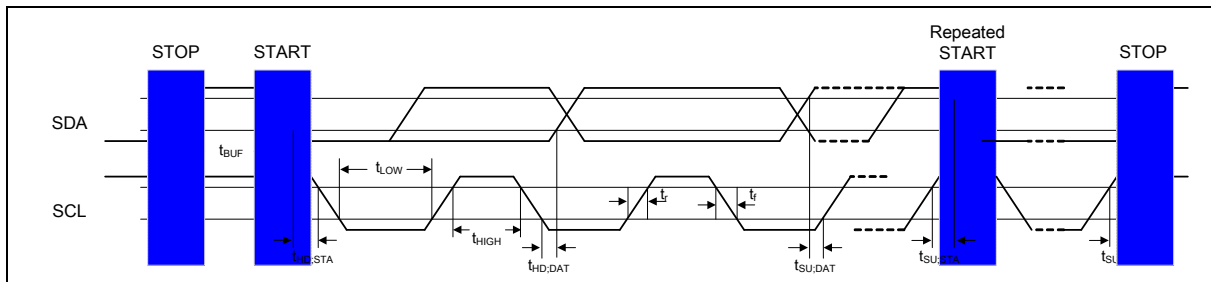 Repeated
STOP START START STOP
SDA
tBUF
tLOW
SCL
tr tf
tHIGH
tHD;STA tHD;DAT tSU;DAT tSU;STA tSU